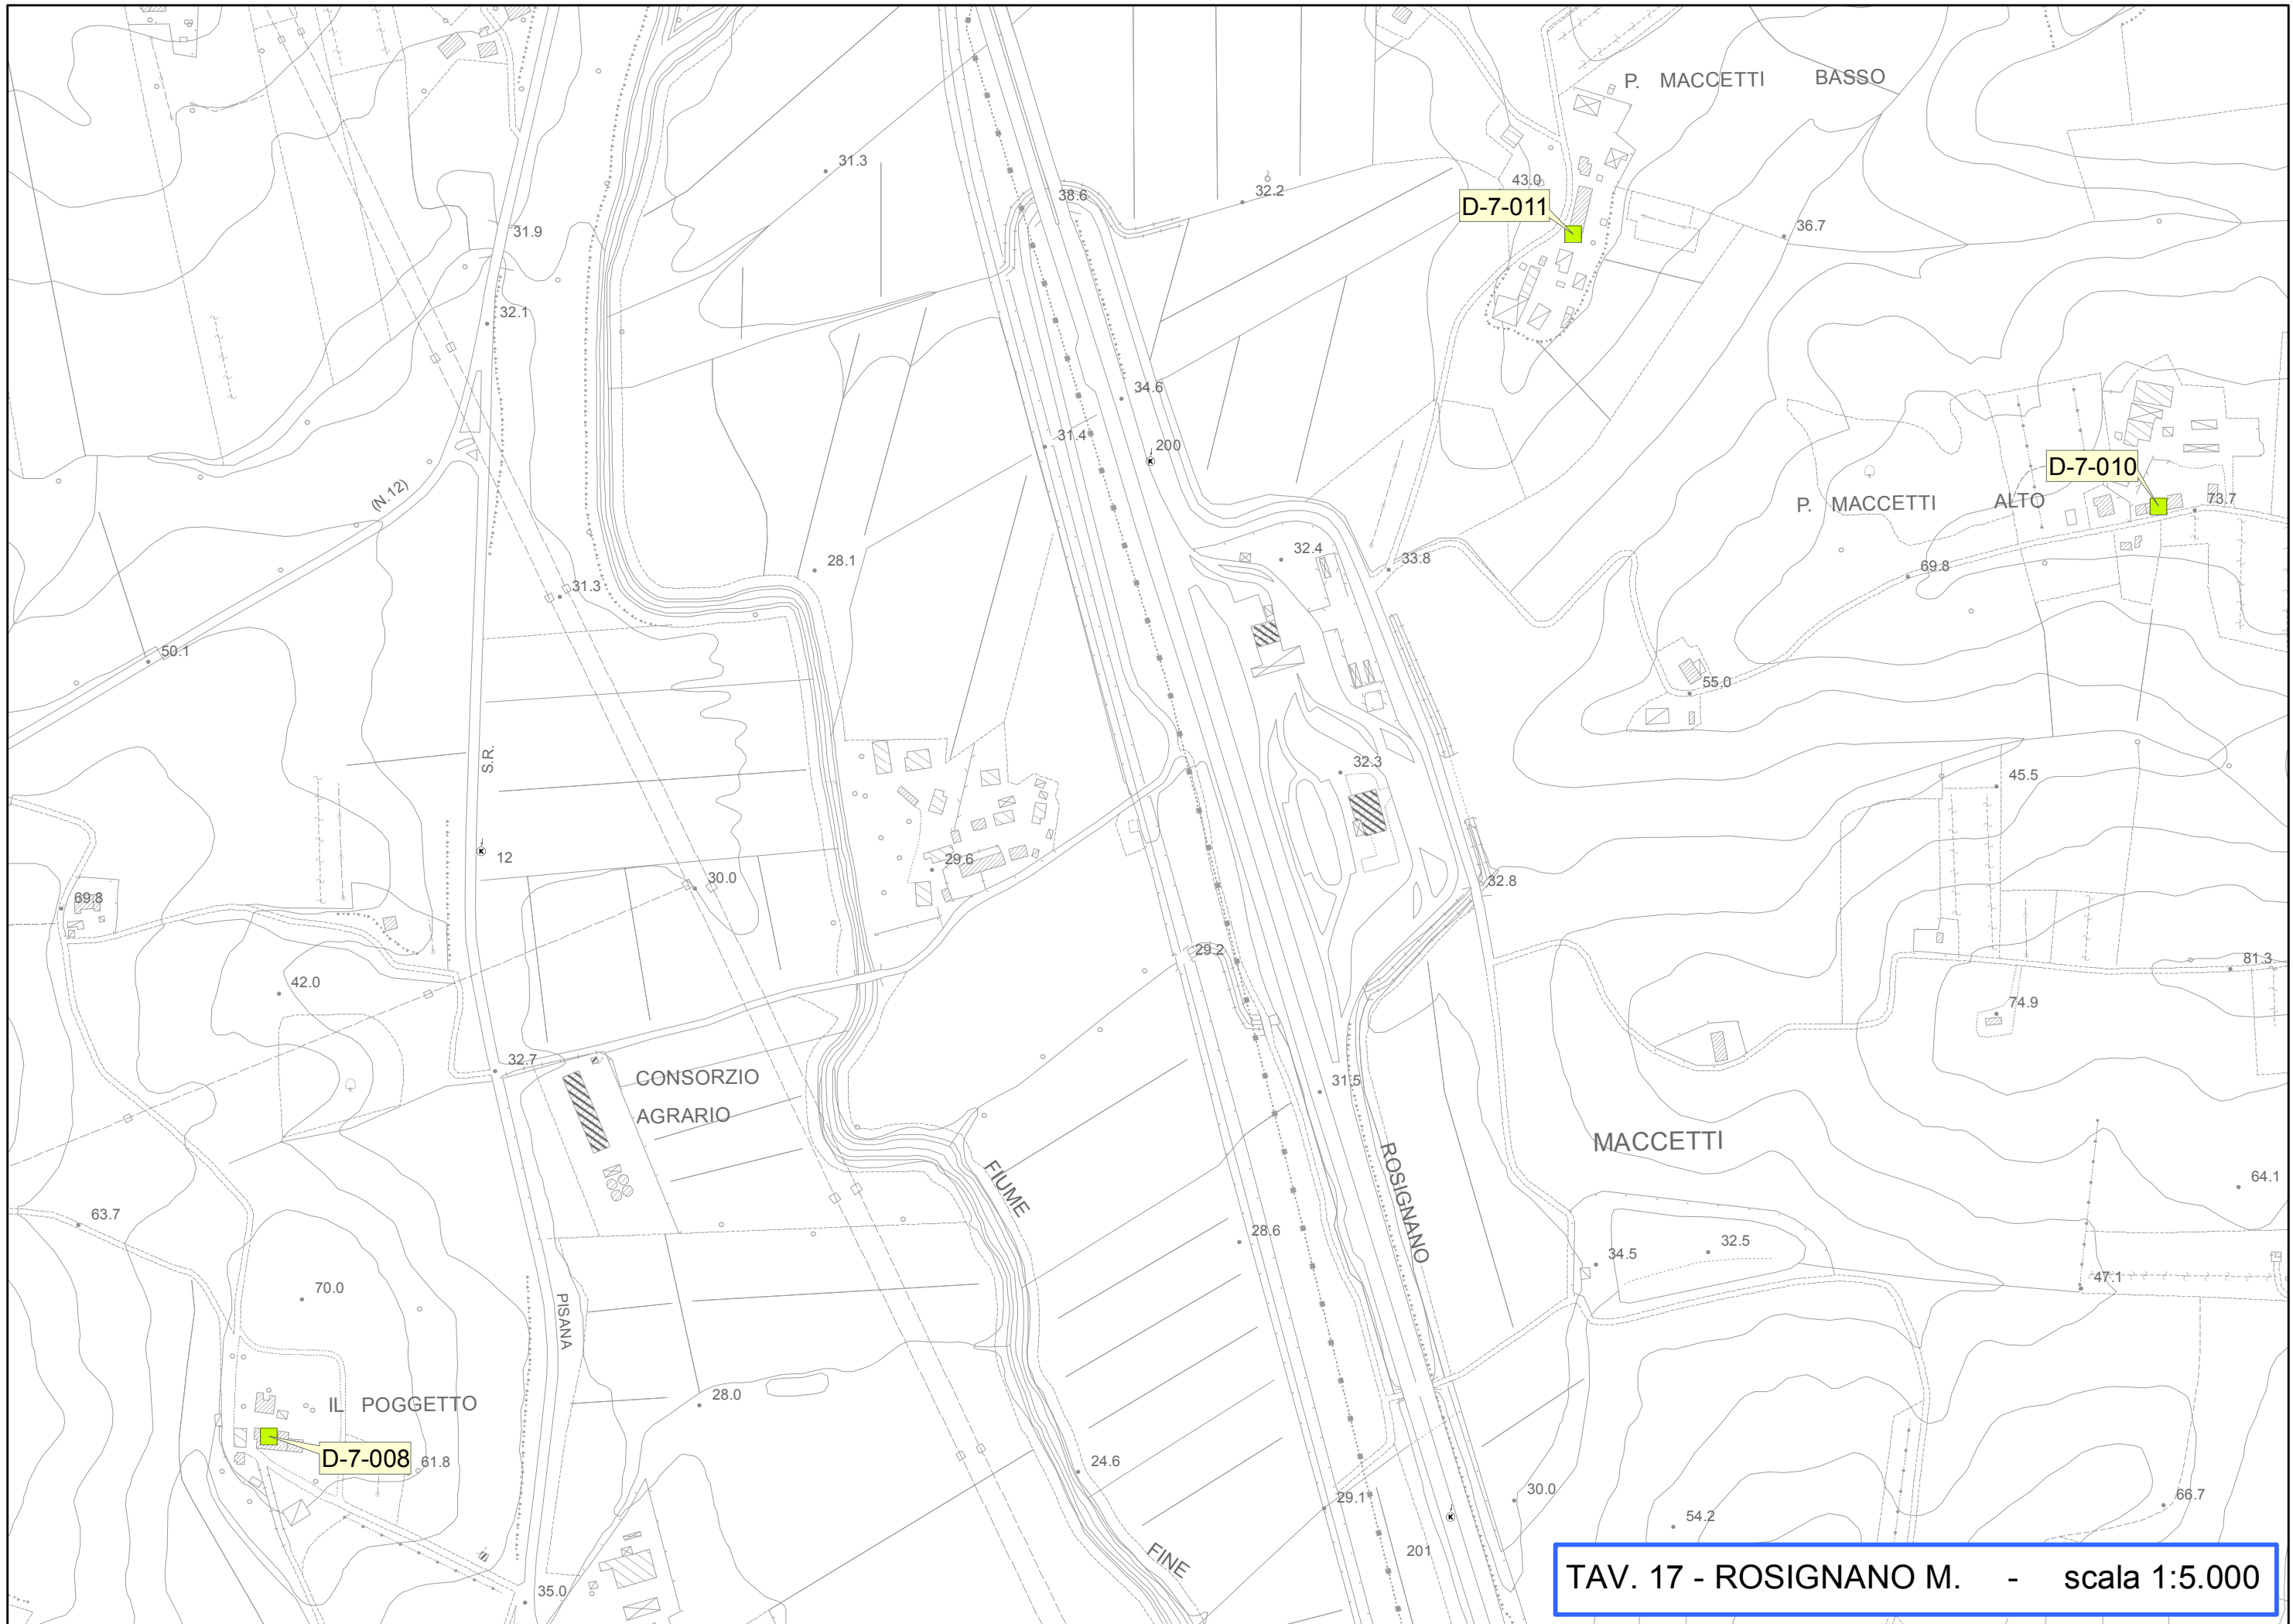 P. MACCETTI BASSO
31.3
38.6
32.2
43.0
D-7-011
36.7
31.9
32.1
34.6
31.4
200
(N.12)
D-7-010
P. MACCETTI ALTO
73.7
28.1
32.4
33.8
69.8
31.3
50.1
55.0
S.R.
32.3
45.5
12
29.6
30.0
32.8
69.8
29.2
81.3
42.0
74.9
32.7
CONSORZIO
AGRARIO
31.5
MACCETTI
FIUME
ROSIGNANO
64.1
63.7
28.6
34.5
32.5
47.1
70.0
PISANA
28.0
IL POGGETTO
D-7-008
61.8
24.6
29.1
30.0
66.7
54.2
201
FINE
35.0
TAV. 17 - ROSIGNANO M. - scala 1:5.000